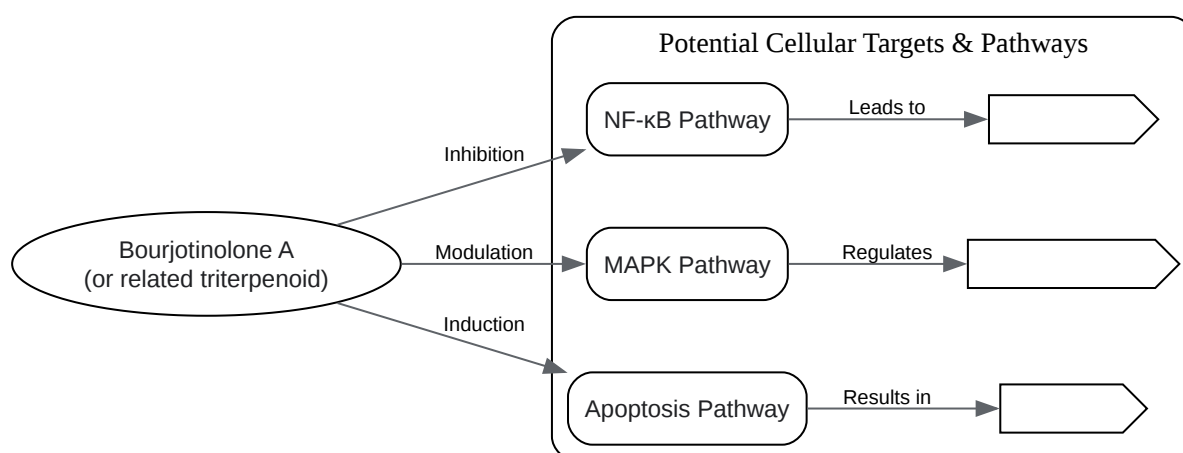 Potential Cellular Targets & Pathways
NF-κB Pathway
Leads to
Inhibition
Bourjotinolone A
(or related triterpenoid)
Modulation
MAPK Pathway
Regulates
Induction
Apoptosis Pathway
Results in